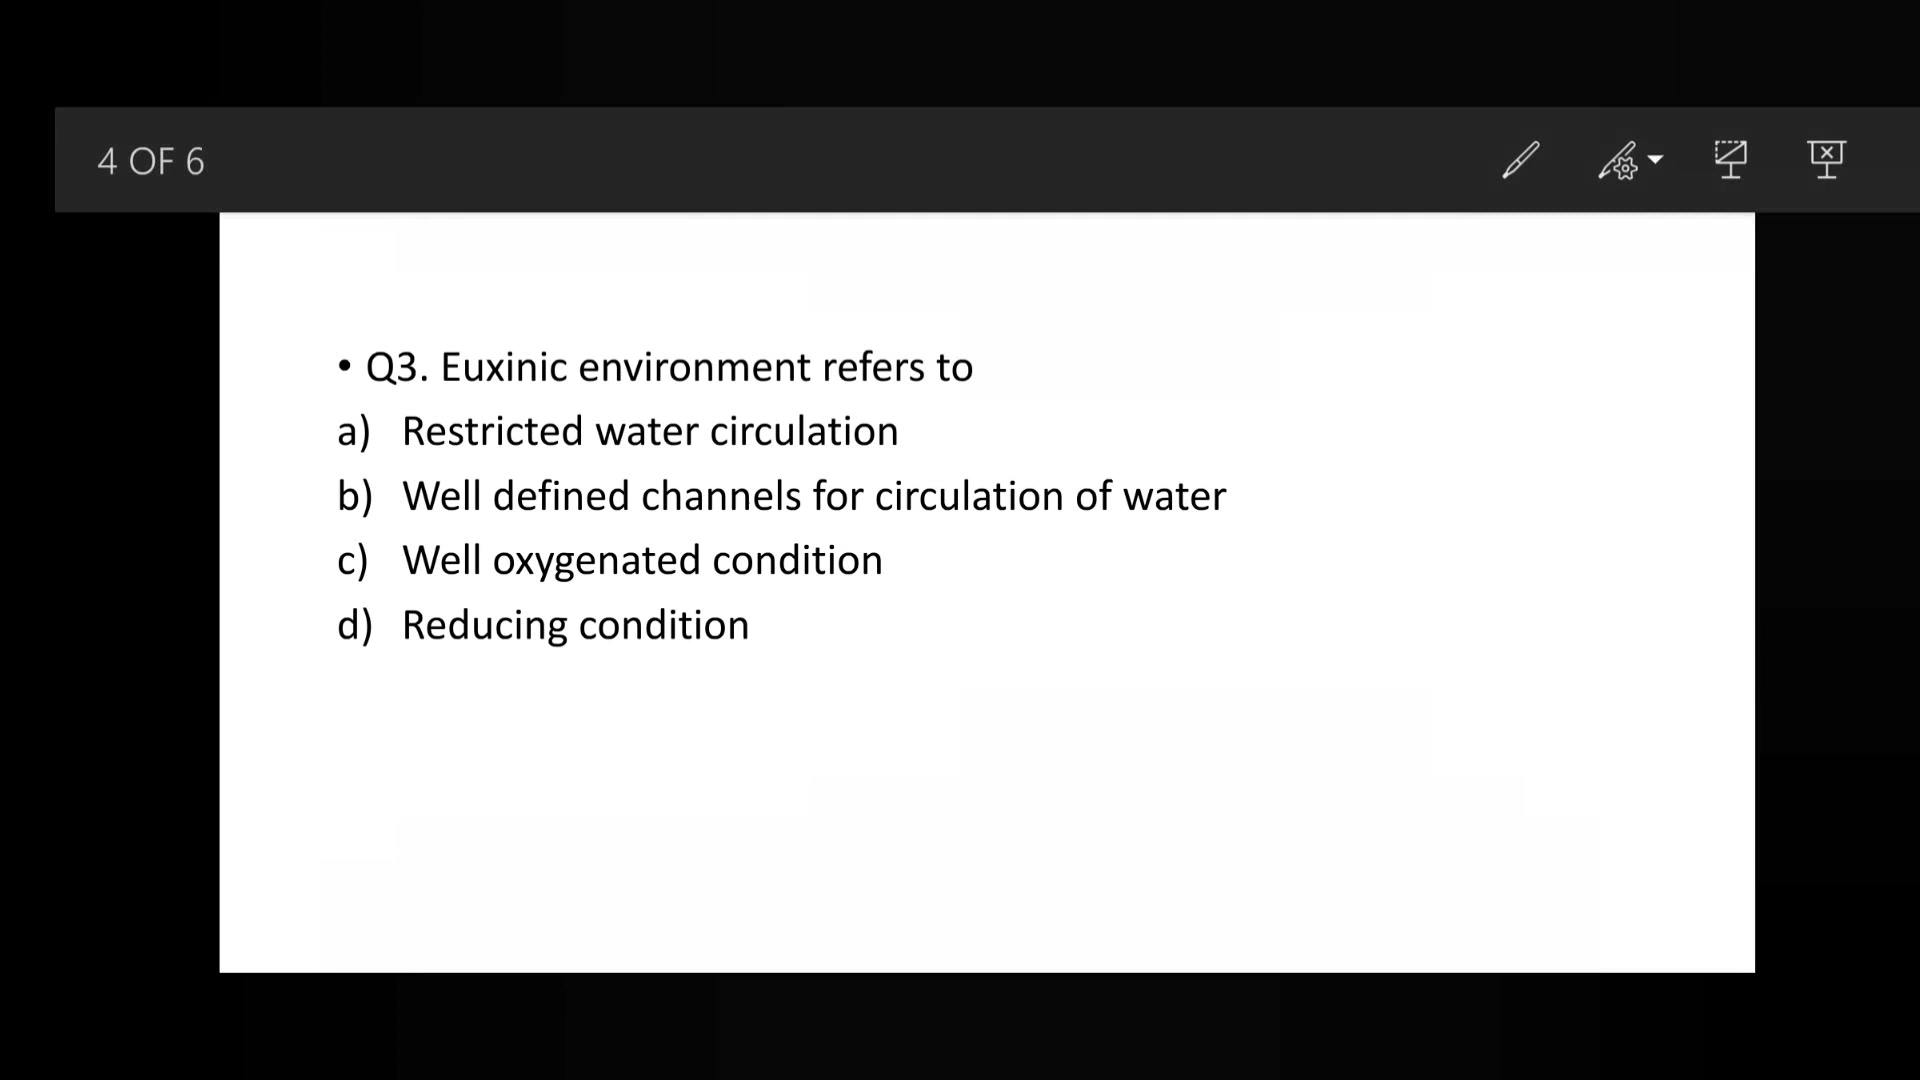 4 OF 6
• Q3. Euxinic environment refers to
a) Restricted water circulation
b) Well defined channels for circulation of water
c) Well oxygenated condition
d) Reducing condition